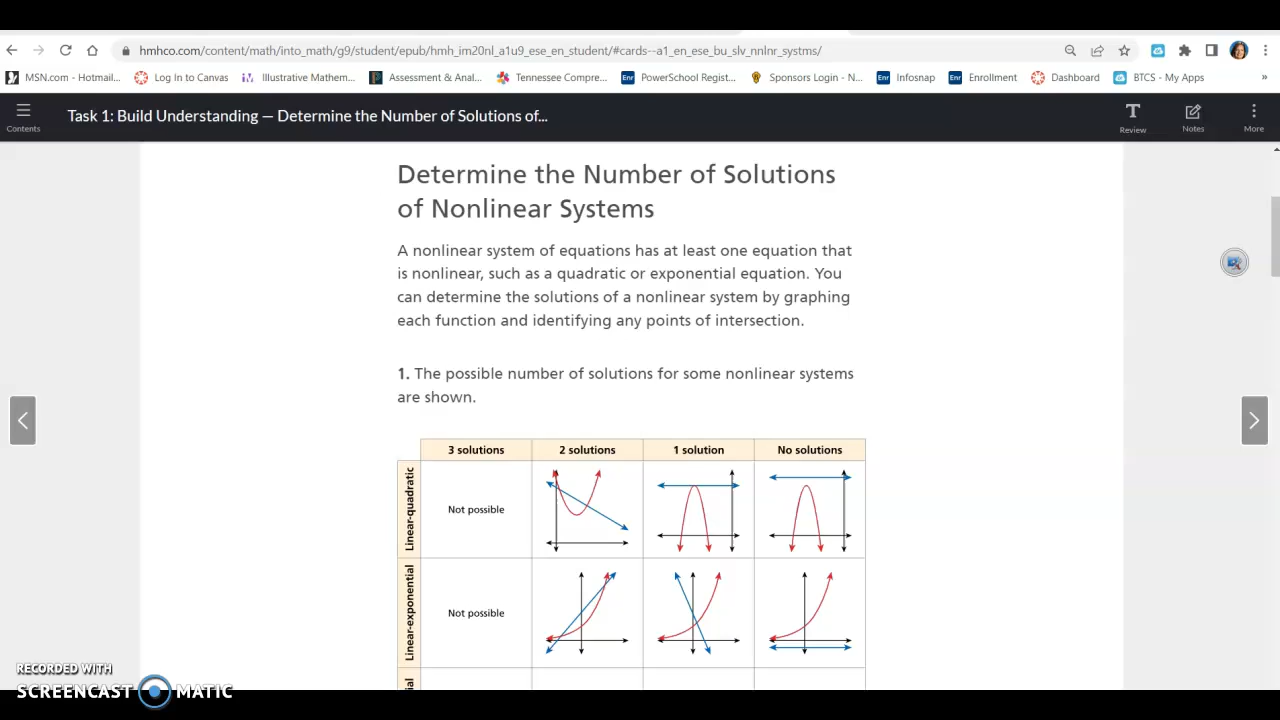 hmhco.com/content/math/into_math/g9/student/epub/hmh_im20nl_a1u9_ese_en_student/#cards--a1_en_ese_bu_slv_nnlnr_systms/
MSN.com - Hotmail... Log In to Canvas Illustrative Mathem... Assessment & Anal... Tennessee Compre... Enr PowerSchool Regist... Sponsors Login - N... Enr Infosnap Enr Enrollment Dashboard BTCS - My Apps »
Contents
Task 1: Build Understanding — Determine the Number of Solutions of...
T Review
Notes
More
Determine the Number of Solutions
of Nonlinear Systems
A nonlinear system of equations has at least one equation that
is nonlinear, such as a quadratic or exponential equation. You
can determine the solutions of a nonlinear system by graphing
each function and identifying any points of intersection.
1. The possible number of solutions for some nonlinear systems
are shown.
3 solutions 2 solutions 1 solution No solutions
Linear-quadratic
Not possible
Linear-exponential
Not possible
ial
RECORDED WITH
SCREENCAST MATIC